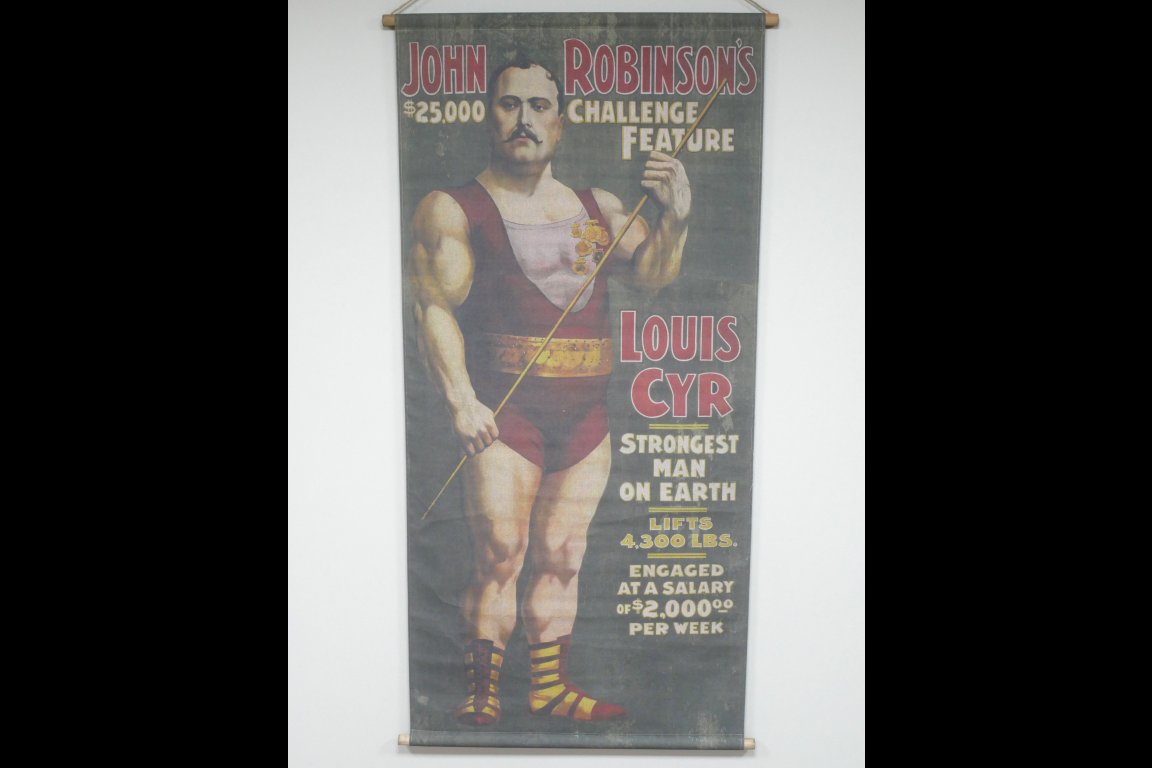 JOHN ROBINSON'S
$25,000 CHALLENGE
FEATURE
LOUIS
CYR
STRONGEST
MAN
ON EARTH
LIFTS
4,300 LBS.
ENGAGED
AT A SALARY
OF $2,000.00
PER WEEK